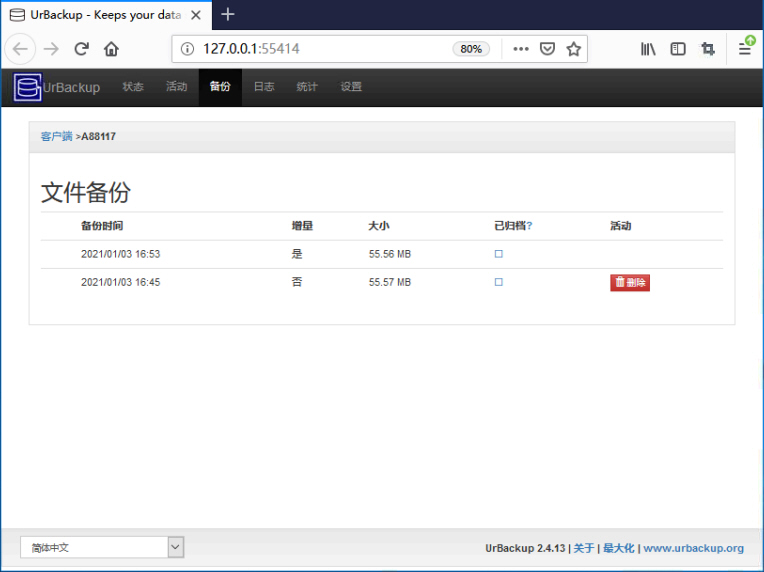 UrBackup - Keeps your data
127.0.0.1:55414 80%
UrBackup 状态 活动 备份 日志 统计 设置
客户端 >A88117
文件备份
备份时间 增量 大小 已归档? 活动
2021/01/03 16:53 是 55.56 MB
2021/01/03 16:45 否 55.57 MB 删除
简体中文 UrBackup 2.4.13 | 关于 | 最大化 | www.urbackup.org